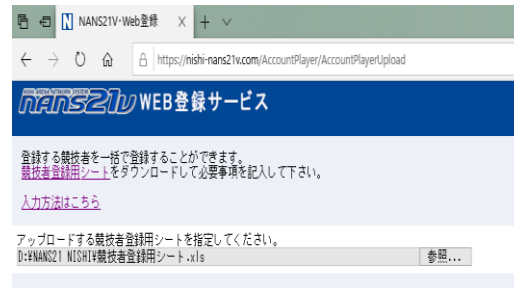 NANS21V・Web登録
https://nishi-nans21v.com/AccountPlayer/AccountPlayerUpload
NISHI ARENA NETWORK SYSTEM
nans21v WEB登録サービス
登録する競技者を一括で登録することができます。
競技者登録用シートをダウンロードして必要事項を記入して下さい。
入力方法はこちら
アップロードする競技者登録用シートを指定してください。
D:¥NANS21 NISHI¥競技者登録用シート.xls 参照...